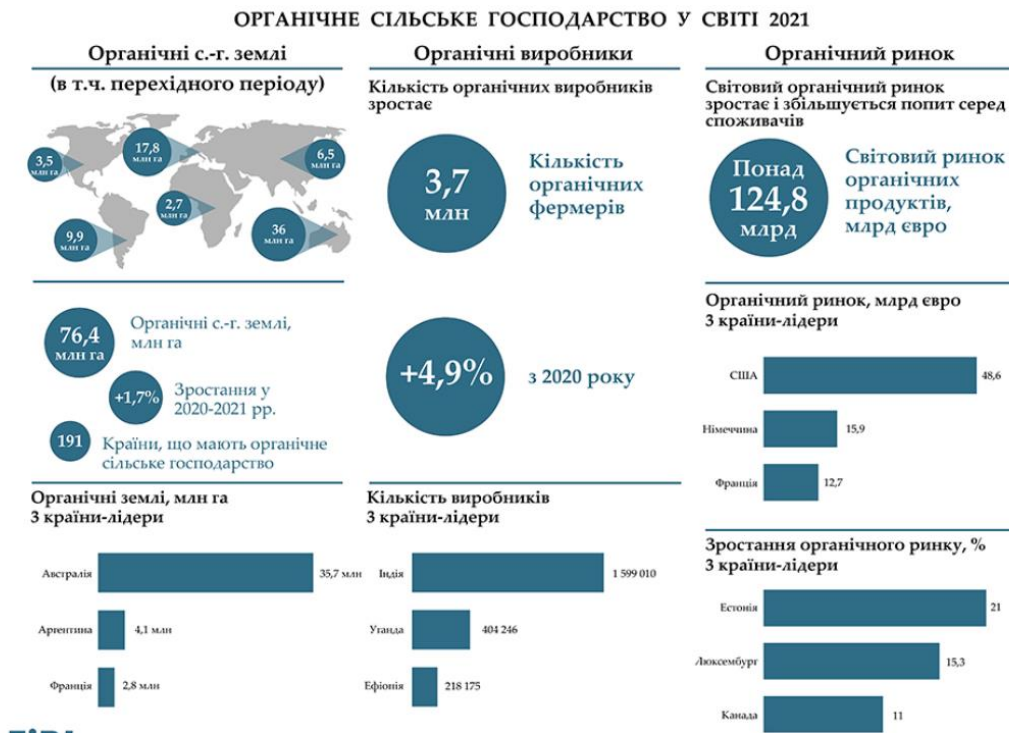 ОРГАНІЧНЕ СІЛЬСЬКЕ ГОСПОДАРСТВО У СВІТІ 2021
Органічні с.-г. землі
(в т.ч. перехідного періоду)
3,5
млн га
17,8
млн га
6,5
млн га
2,7
млн га
9,9
млн га
36
млн га
76,4
млн га
Органічні с.-г. землі,
млн га
+1,7%
Зростання у
2020-2021 рр.
191
Країни, що мають органічне
сільське господарство
Органічні землі, млн га
3 країни-лідери
Австралія
35,7 млн
Аргентина
4,1 млн
Франція
2,8 млн
Органічні виробники
Кількість органічних виробників
зростає
3,7
млн
Кількість
органічних
фермерів
+4,9%
з 2020 року
Кількість виробників
3 країни-лідери
Індія
1 599 010
Уганда
404 246
Ефіонія
218 175
Органічний ринок
Світовий органічний ринок
зростає і збільшується попит серед
споживачів
Понад
124,8
млрд
Світовий ринок
органічних
продуктів,
млрд євро
Органічний ринок, млрд євро
3 країни-лідери
США
48,6
Німеччина
15,9
Франція
12,7
Зростання органічного ринку, %
3 країни-лідери
Естонія
21
Люксембург
15,3
Канада
11